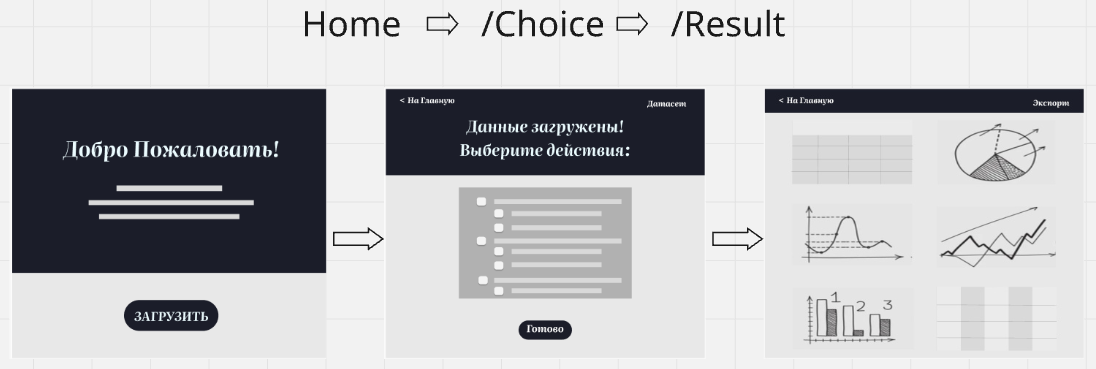 Home ⇨ /Choice ⇨ /Result
Добро Пожаловать!
ЗАГРУЗИТЬ
< На Главную
Датасет
Данные загружены!
Выберите действия:
Готово
< На Главную
Экспорт
1
2
3